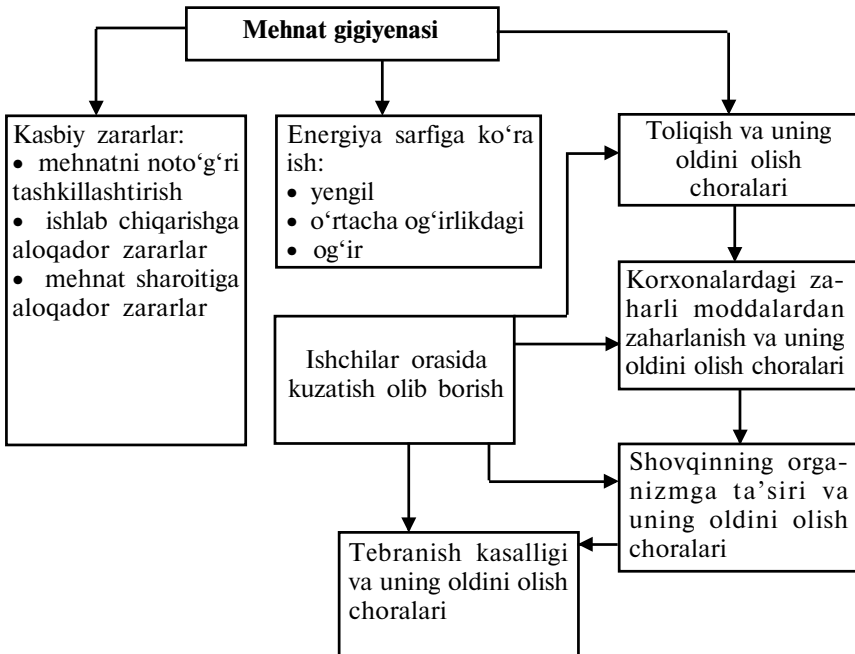 Mehnat gigiyenasi
Kasbiy zararlar:
• mehnatni noto‘g‘ri
tashkillashtirish
• ishlab chiqarishga
aloqador zararlar
• mehnat sharoitiga
aloqador zararlar
Energiya sarfiga ko‘ra
ish:
• yengil
• o‘rtacha og‘irlikdagi
• og‘ir
Toliqish va uning
oldini olish
choralari
Korxonalardagi za-
harli moddalardan
zaharlanish va uning
oldini olish choralari
Ishchilar orasida
kuzatish olib borish
Shovqinning orga-
nizmga ta’siri va
uning oldini olish
choralari
Tebranish kasalligi
va uning oldini olish
choralari